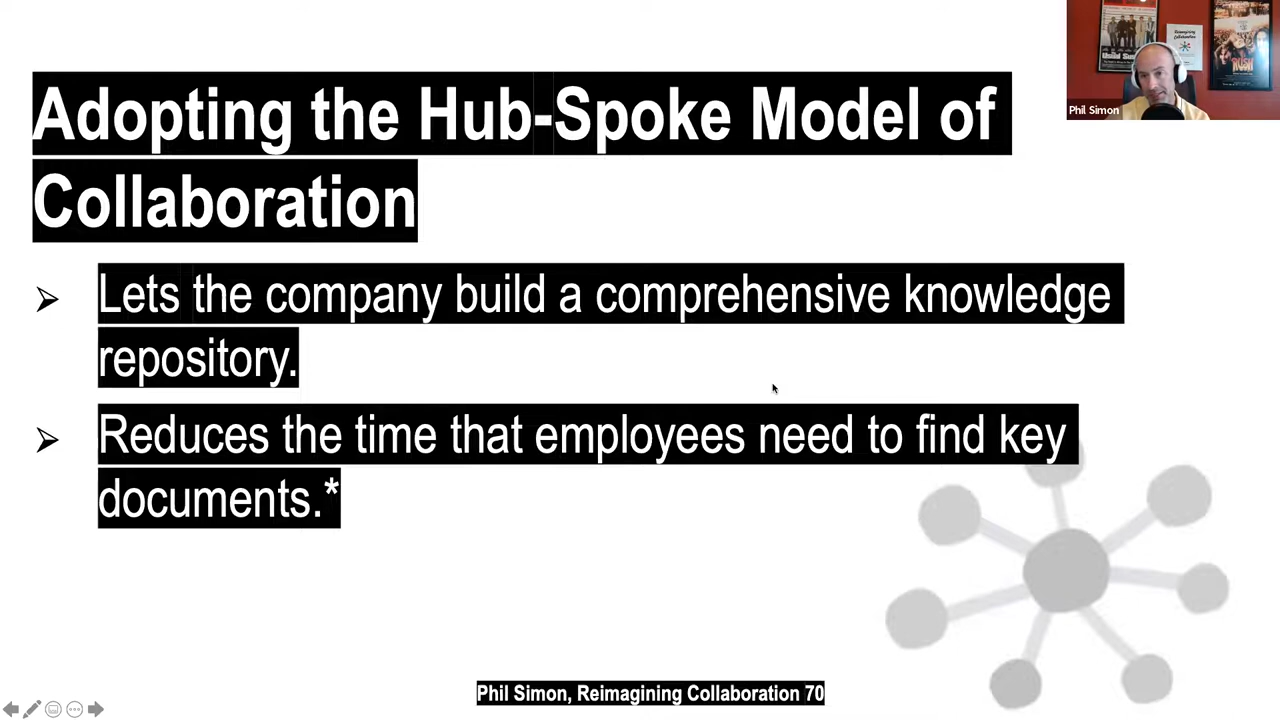 Adopting the Hub-Spoke Model of
Collaboration
Lets the company build a comprehensive knowledge
repository.
Reduces the time that employees need to find key
documents.*
Phil Simon, Reimagining Collaboration 70
Phil Simon
RUSH